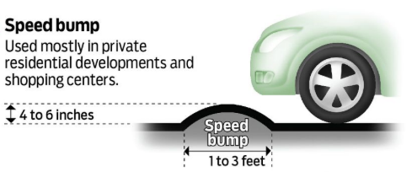 Speed bump
Used mostly in private
residential developments and
shopping centers.
4 to 6 inches
Speed
bump
1 to 3 feet